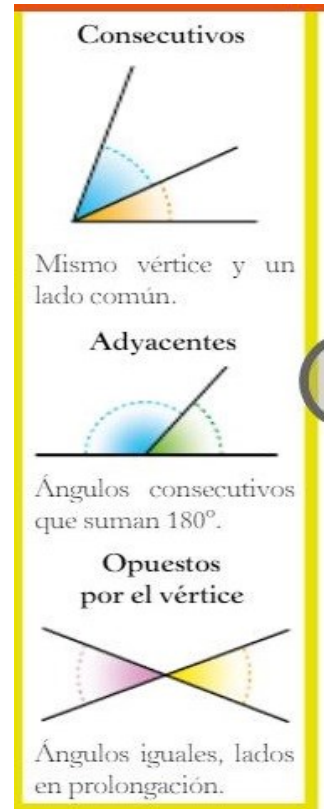 Consecutivos
Mismo vértice y un
lado común.
Adyacentes
Ángulos consecutivos
que suman 180º.
Opuestos
por el vértice
Ángulos iguales, lados
en prolongación.